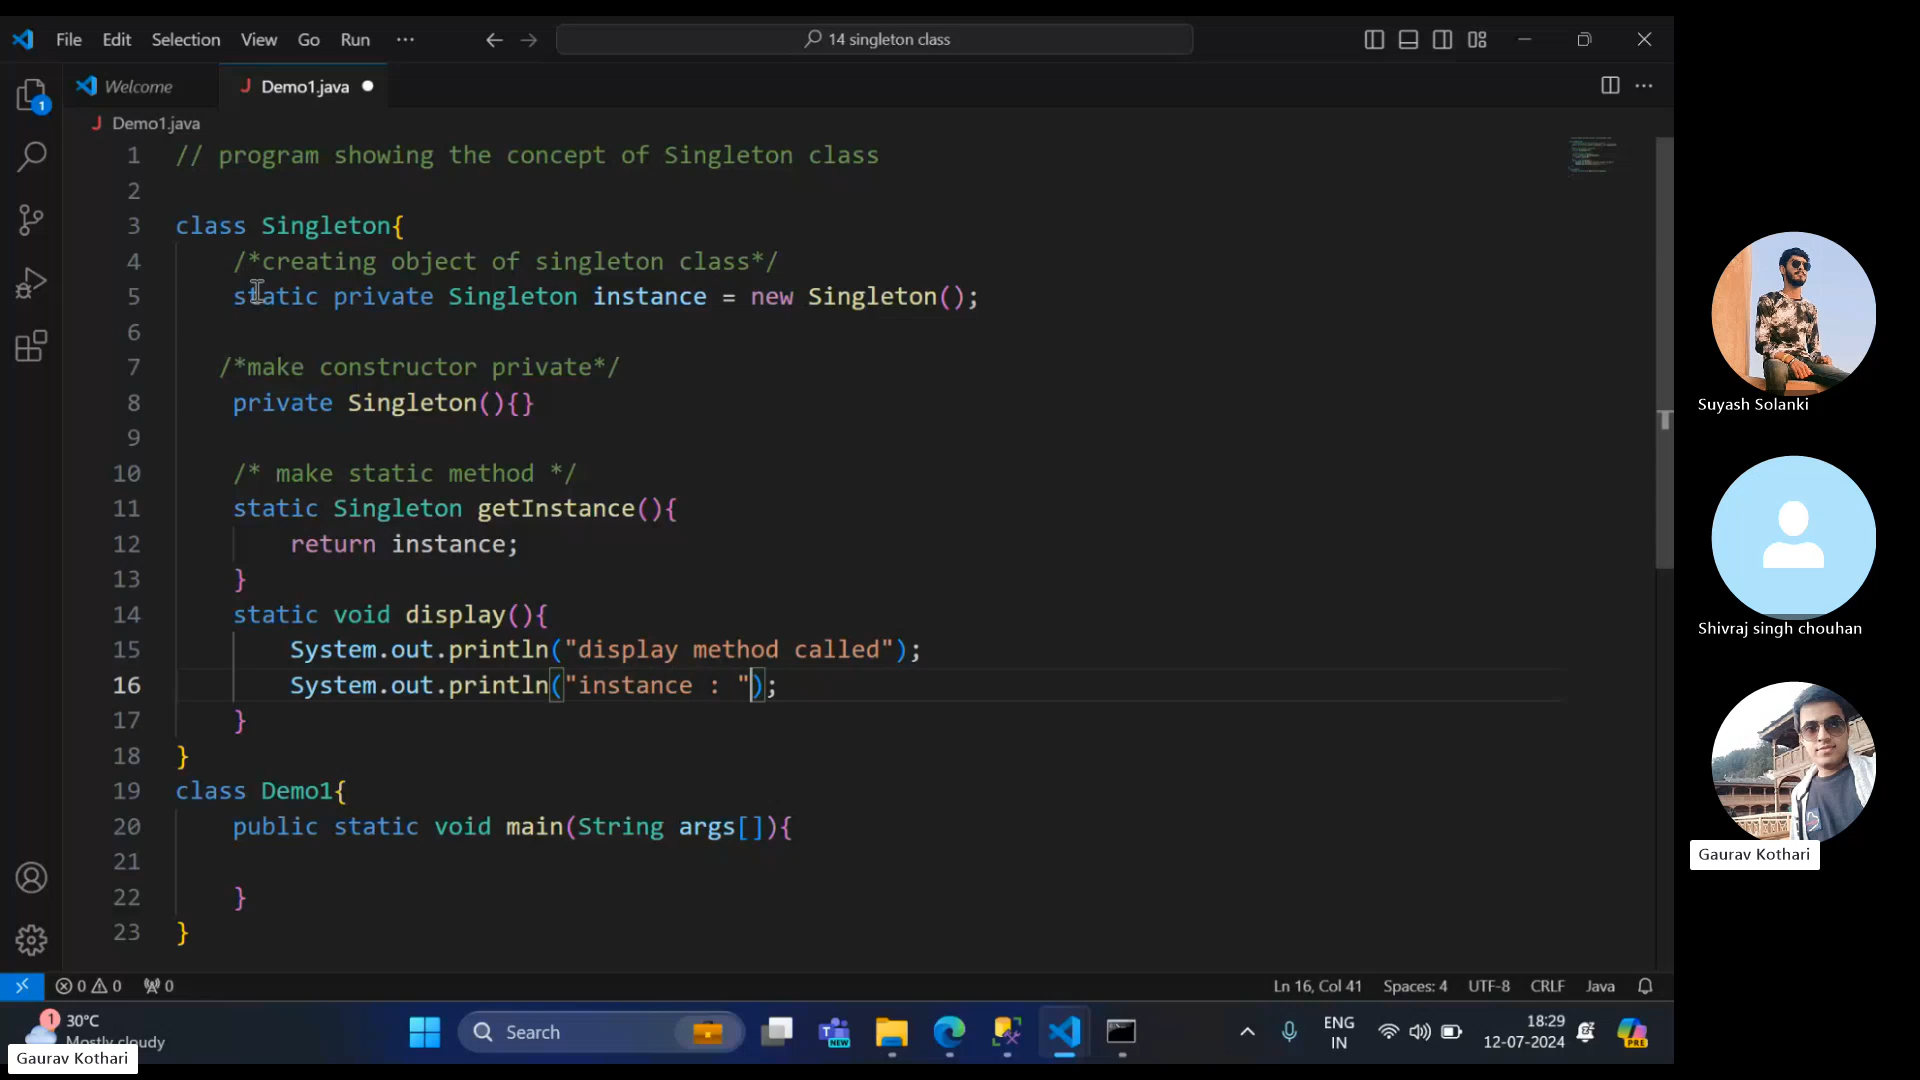 File Edit Selection View Go Run ··· 14 singleton class
Welcome Demo1.java
Demo1.java
1 // program showing the concept of Singleton class
2
3 class Singleton{
4 /*creating object of singleton class*/
5 static private Singleton instance = new Singleton();
6
7 /*make constructor private*/
8 private Singleton(){}
9
10 /* make static method */
11 static Singleton getInstance(){
12 return instance;
13 }
14 static void display(){
15 System.out.println("display method called");
16 System.out.println("instance : ");
17 }
18 }
19 class Demo1{
20 public static void main(String args[]){
21
22 }
23 }
1
Suyash Solanki
Shivraj singh chouhan
Gaurav Kothari
0 0 0 Ln 16, Col 41 Spaces: 4 UTF-8 CRLF Java
1 30°C
Mostly cloudy
Search
NEW
ENG
IN
18:29
12-07-2024
PRE
Gaurav Kothari